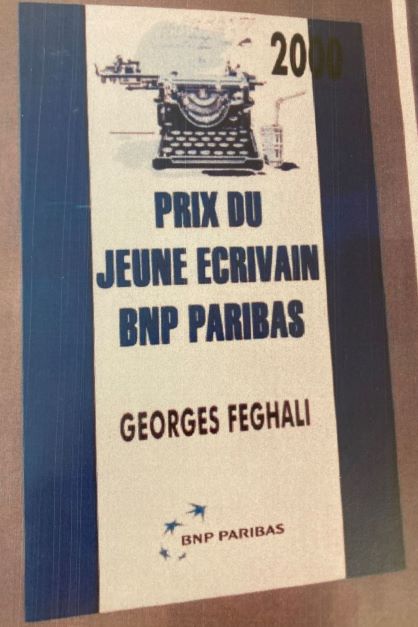 2000
PRIX DU
JEUNE ECRIVAIN
BNP PARIBAS
GEORGES FEGHALI
BNP PARIBAS